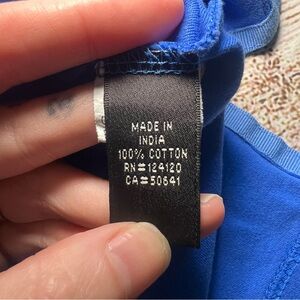 MADE IN
INDIA
100% COTTON
RN#124120
CA#50641